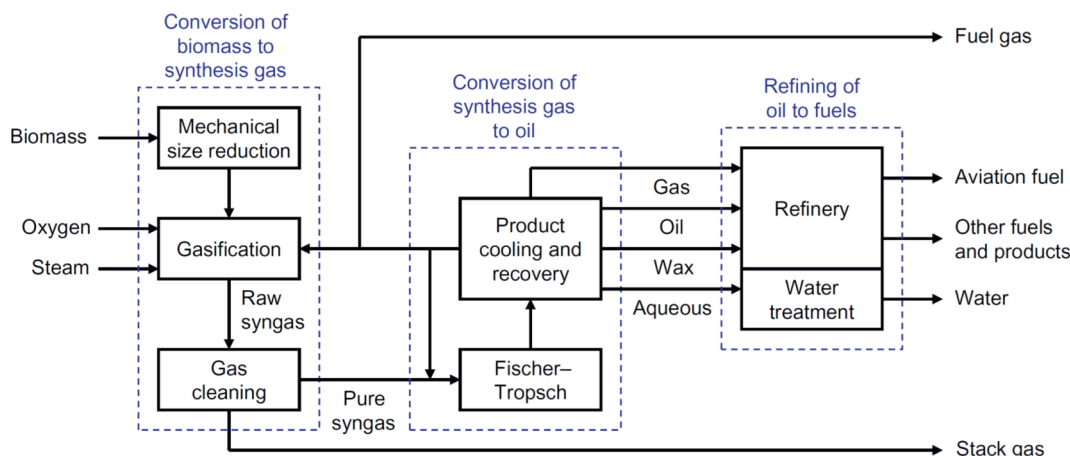 Conversion of
biomass to
synthesis gas
Fuel gas
Conversion of
synthesis gas
to oil
Refining of
oil to fuels
Biomass
Mechanical
size reduction
Gas
Oil
Wax
Aqueous
Refinery
Aviation fuel
Oxygen
Steam
Gasification
Product
cooling and
recovery
Other fuels
and products
Water
treatment
Water
Raw
syngas
Gas
cleaning
Pure
syngas
Fischer–
Tropsch
Stack gas